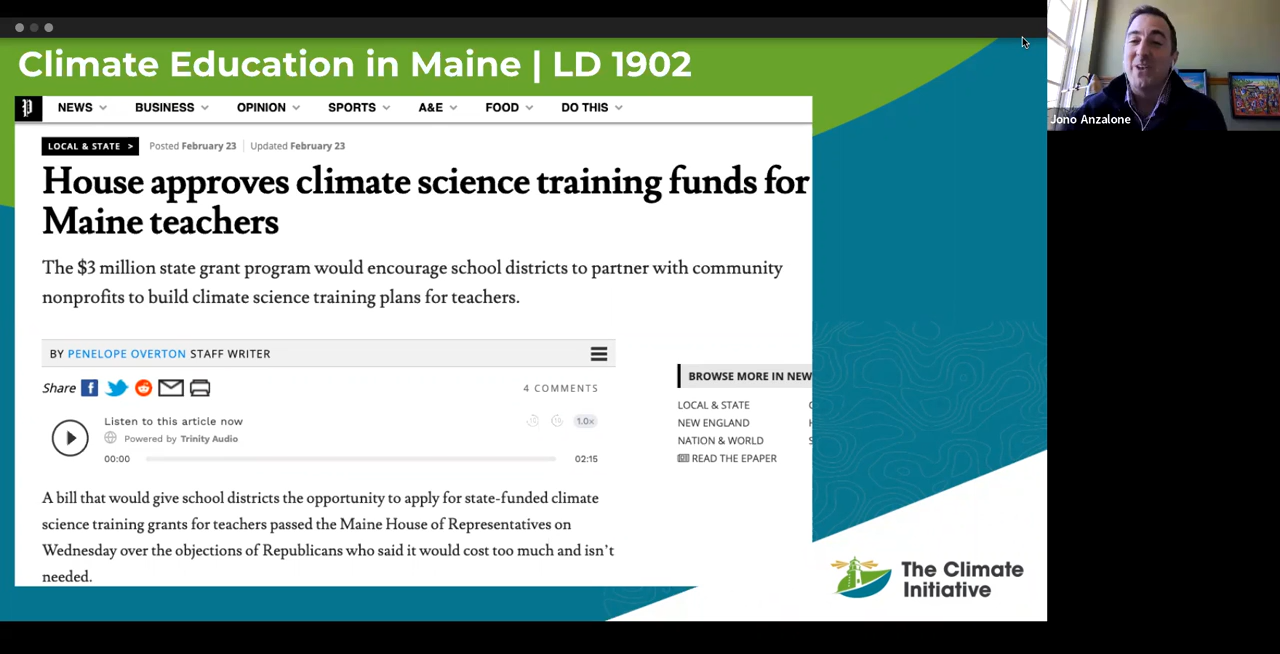 Climate Education in Maine | LD 1902
NEWS
BUSINESS
OPINION
SPORTS
A&E
FOOD
DO THIS
LOCAL & STATE >
Posted February 23
Updated February 23
House approves climate science training funds for
Maine teachers
The $3 million state grant program would encourage school districts to partner with community
nonprofits to build climate science training plans for teachers.
BY PENELOPE OVERTON STAFF WRITER
Share
4 COMMENTS
Listen to this article now
1.0x
Powered by Trinity Audio
00:00
02:15
BROWSE MORE IN NEW
LOCAL & STATE
NEW ENGLAND
NATION & WORLD
READ THE EPAPER
A bill that would give school districts the opportunity to apply for state-funded climate
science training grants for teachers passed the Maine House of Representatives on
Wednesday over the objections of Republicans who said it would cost too much and isn't
needed.
The Climate
Initiative
Jono Anzalone